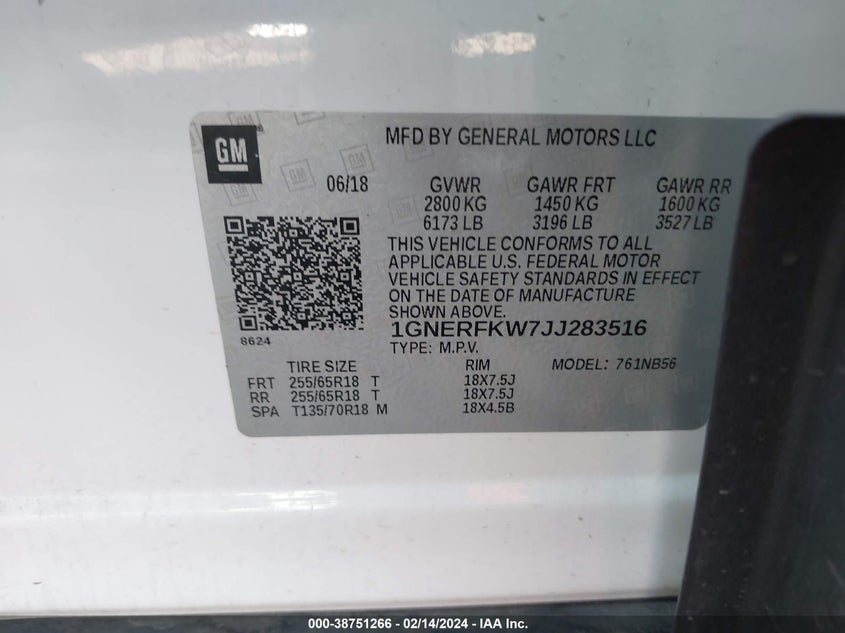 GM
MFD BY GENERAL MOTORS LLC
06/18 GVWR GAWR FRT GAWR RR
2800 KG 1450 KG 1600 KG
6173 LB 3196 LB 3527 LB
THIS VEHICLE CONFORMS TO ALL
APPLICABLE U.S. FEDERAL MOTOR
VEHICLE SAFETY STANDARDS IN EFFECT
ON THE DATE OF MANUFACTURE
SHOWN ABOVE.
8624
1GNERFKW7JJ283516
TYPE: M.P.V.
TIRE SIZE RIM MODEL: 761NB56
FRT 255/65R18 T 18X7.5J
RR 255/65R18 T 18X7.5J
SPA T135/70R18 M 18X4.5B
000-38751266 - 02/14/2024 - IAA Inc.